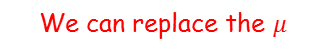 We can replace the μ